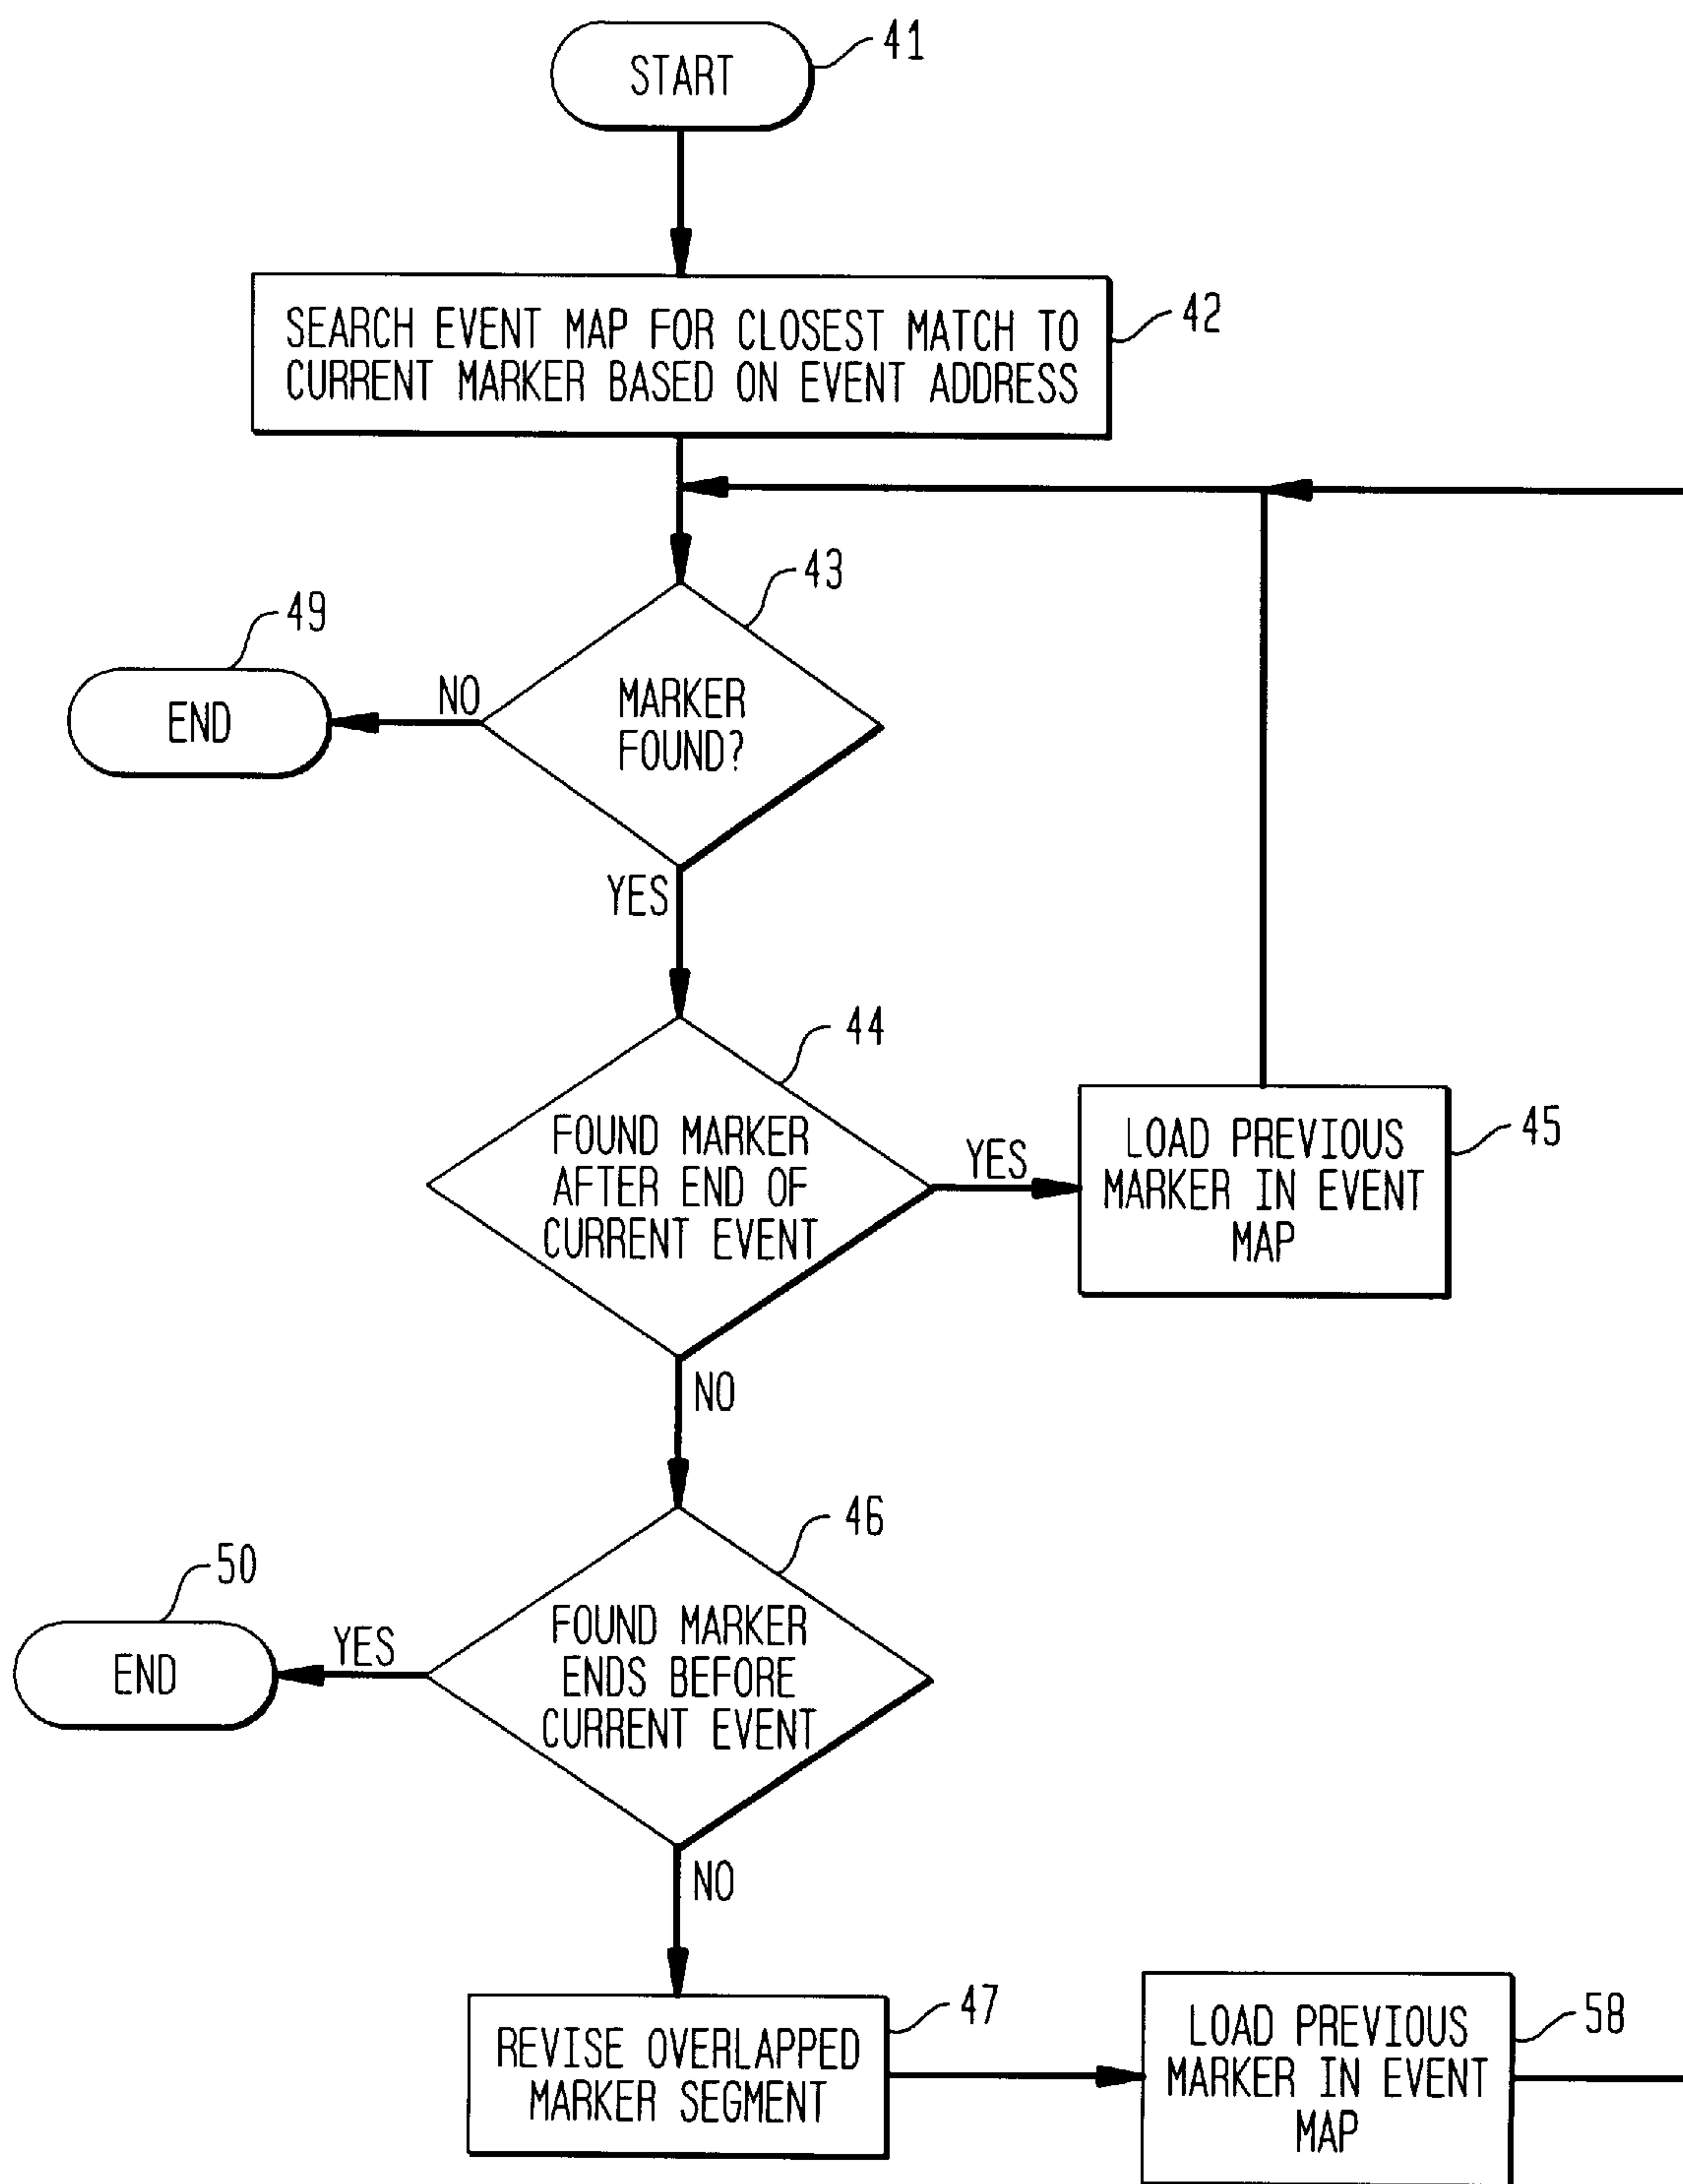 START
41
SEARCH EVENT MAP FOR CLOSEST MATCH TO
CURRENT MARKER BASED ON EVENT ADDRESS
42
43
49
END
NO
MARKER
FOUND?
YES
44
FOUND MARKER
AFTER END OF
CURRENT EVENT
YES
LOAD PREVIOUS
MARKER IN EVENT
MAP
45
NO
46
50
END
YES
FOUND MARKER
ENDS BEFORE
CURRENT EVENT
NO
REVISE OVERLAPPED
MARKER SEGMENT
47
LOAD PREVIOUS
MARKER IN EVENT
MAP
58